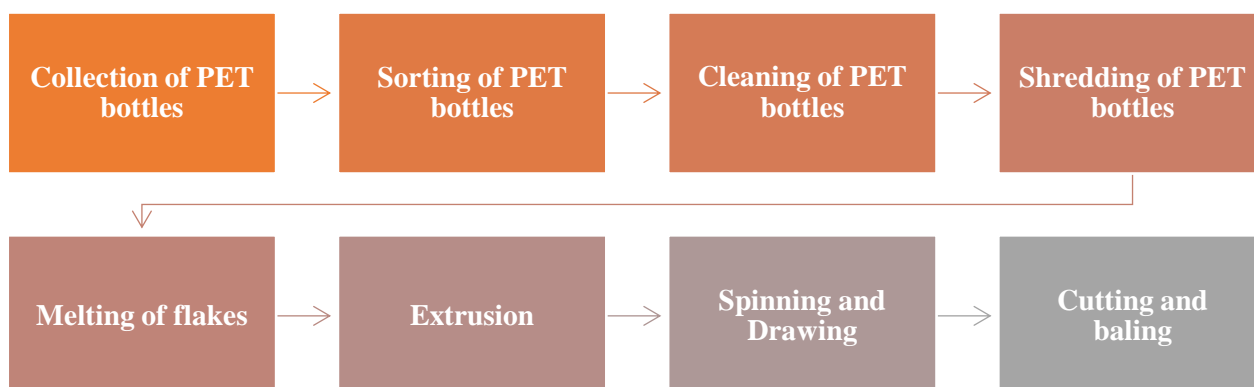 Collection of PET
bottles
Sorting of PET
bottles
Cleaning of PET
bottles
Shredding of PET
bottles
Melting of flakes
Extrusion
Spinning and
Drawing
Cutting and
baling